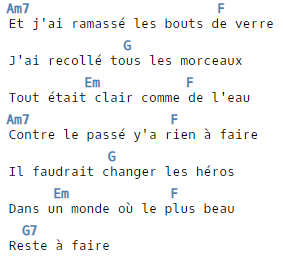 Am7 F
Et j'ai ramassé les bouts de verre
G
J'ai recollé tous les morceaux
Em F
Tout était clair comme de l'eau
Am7 F
Contre le passé y'a rien à faire
G
Il faudrait changer les héros
Em F
Dans un monde où le plus beau
G7
Reste à faire